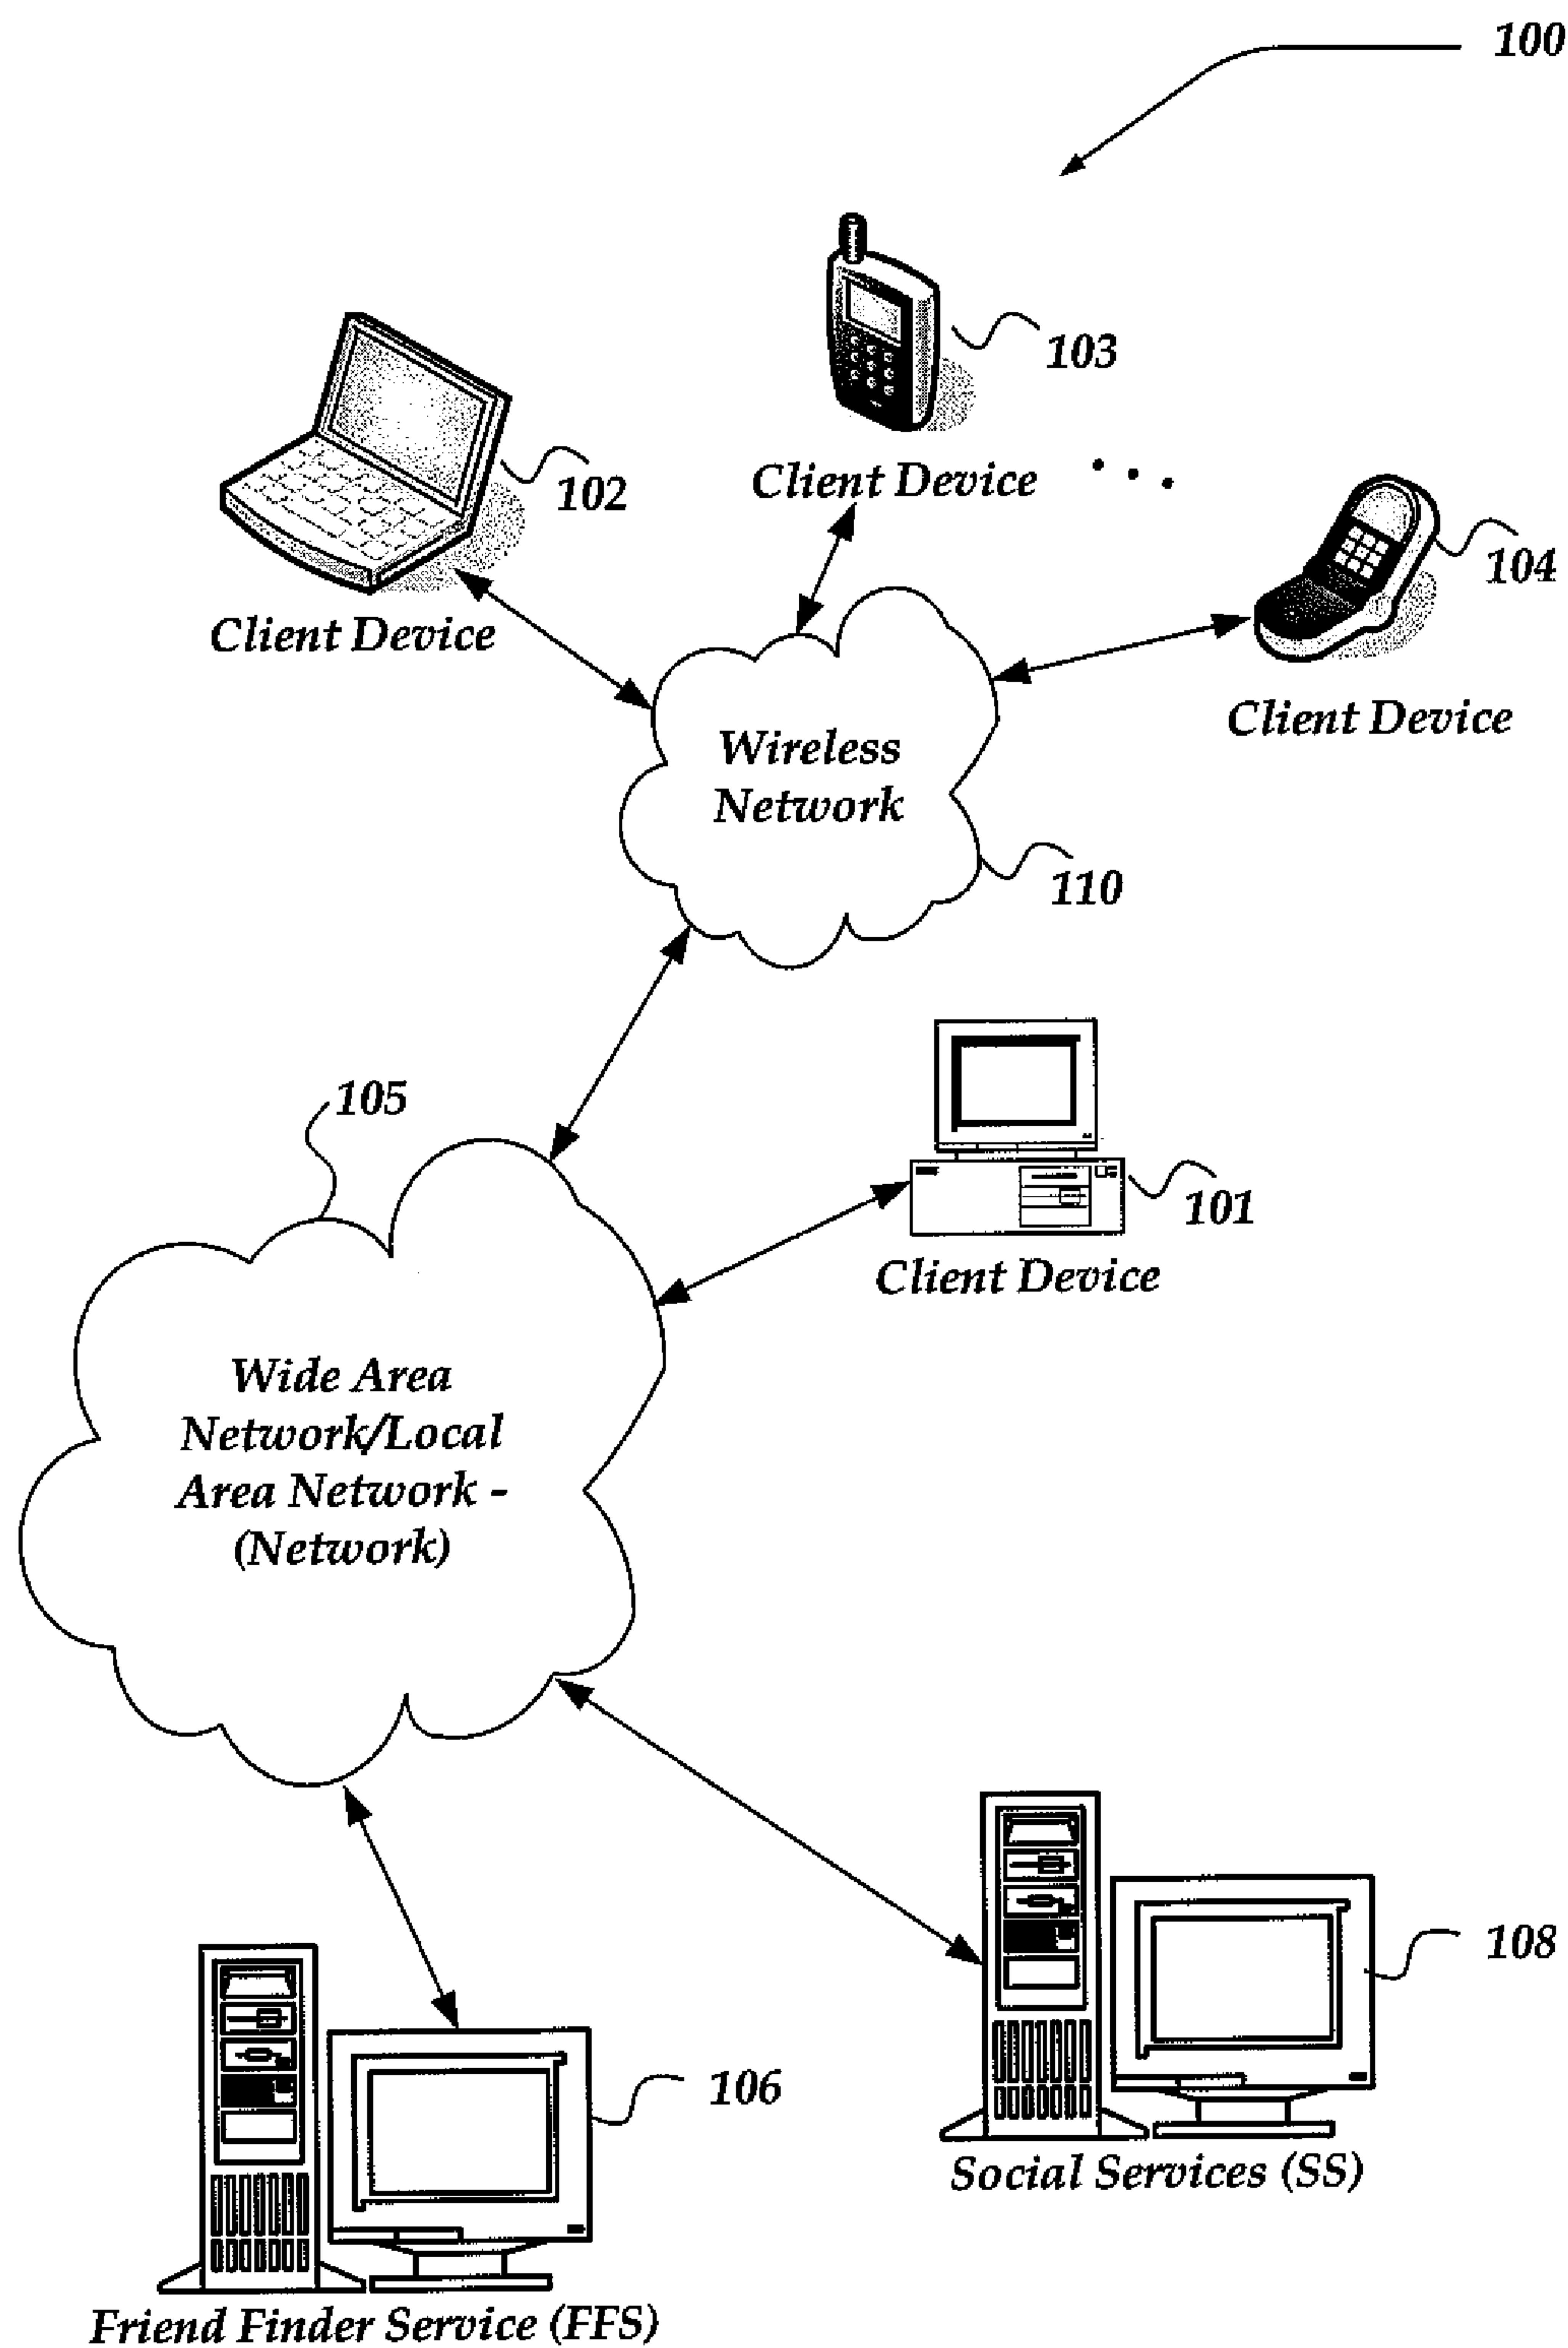 100
103
102
Client Device
104
Client Device
Client Device
Wireless
Network
110
105
101
Client Device
Wide Area
Network/Local
Area Network -
(Network)
108
106
Social Services (SS)
Friend Finder Service (FFS)